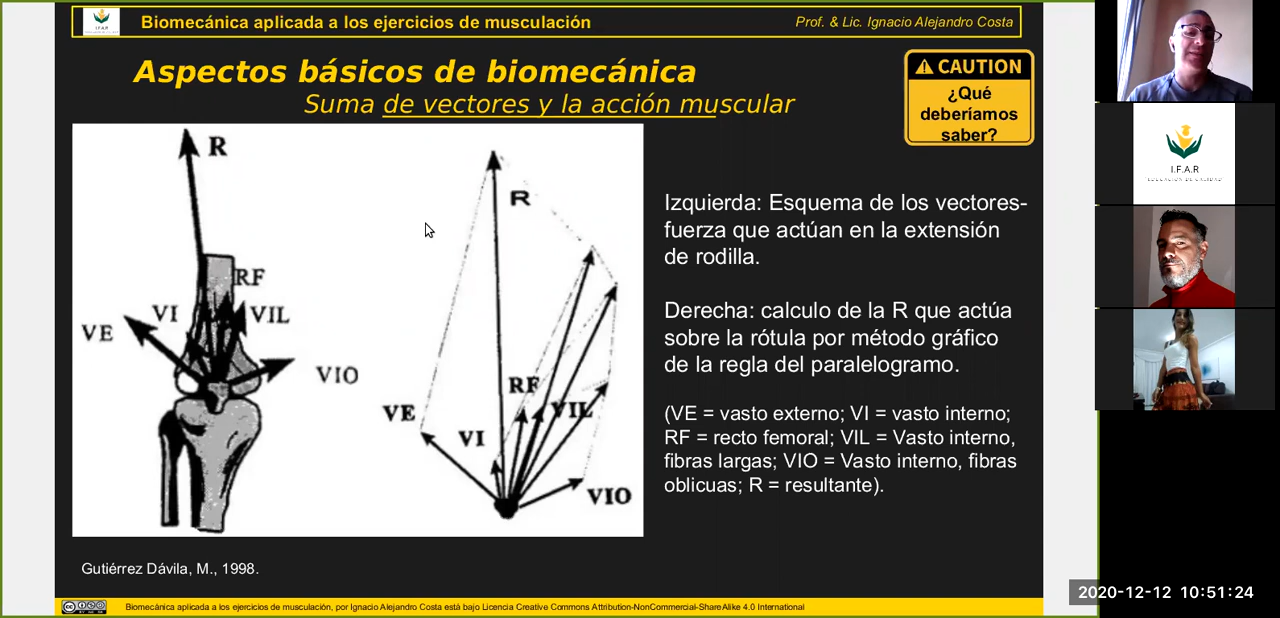 I.F.A.R
Biomecánica aplicada a los ejercicios de musculación
Prof. & Lic. Ignacio Alejandro Costa
Aspectos básicos de biomecánica
Suma de vectores y la acción muscular
CAUTION
¿Qué
deberíamos
saber?
R
RF
VI
VIL
VE
VIO
R
RF
VE
VIL
VI
VIO
Izquierda: Esquema de los vectores-
fuerza que actúan en la extensión
de rodilla.
Derecha: calculo de la R que actúa
sobre la rótula por método gráfico
de la regla del paralelogramo.
(VE = vasto externo; VI = vasto interno;
RF = recto femoral; VIL = Vasto interno,
fibras largas; VIO = Vasto interno, fibras
oblicuas; R = resultante).
Gutiérrez Dávila, M., 1998.
cc
Biomecánica aplicada a los ejercicios de musculación, por Ignacio Alejandro Costa está bajo Licencia Creative Commons Attribution-NonCommercial-ShareAlike 4.0 International
I.F.A.R
EDUCACIÓN DE CALIDAD
2020-12-12 10:51:24